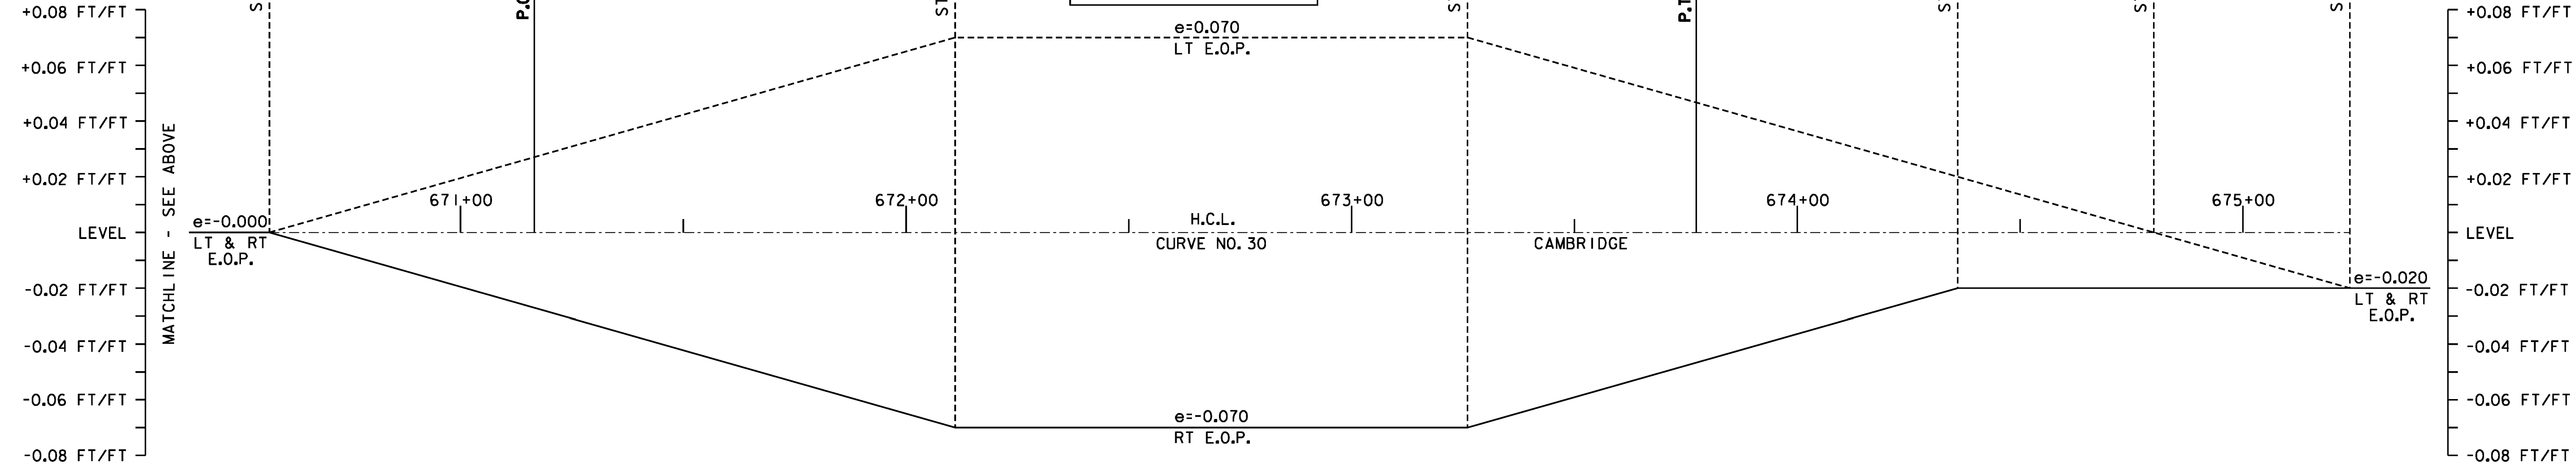 +0.08 FT/FT
+0.06 FT/FT
+0.04 FT/FT
+0.02 FT/FT
LEVEL
-0.02 FT/FT
-0.04 FT/FT
-0.06 FT/FT
-0.08 FT/FT
MATCHLINE - SEE ABOVE
e=-0.000
LT & RT
E.O.P.
671+00
672+00
e=0.070
LT E.O.P.
H.C.L.
CURVE NO. 30
e=-0.070
RT E.O.P.
673+00
CAMBRIDGE
674+00
675+00
e=-0.020
LT & RT
E.O.P.
+0.08 FT/FT
+0.06 FT/FT
+0.04 FT/FT
+0.02 FT/FT
LEVEL
-0.02 FT/FT
-0.04 FT/FT
-0.06 FT/FT
-0.08 FT/FT